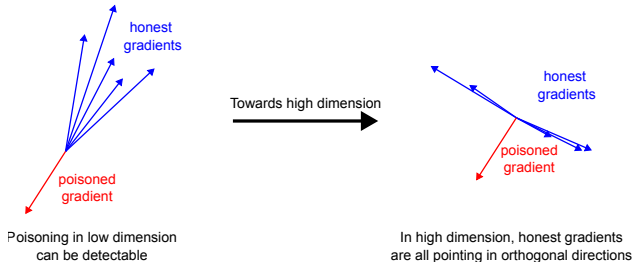 honest
gradients
poisoned
gradient
Poisoning in low dimension
can be detectable
Towards high dimension
honest
gradients
poisoned
gradient
In high dimension, honest gradients
are all pointing in orthogonal directions